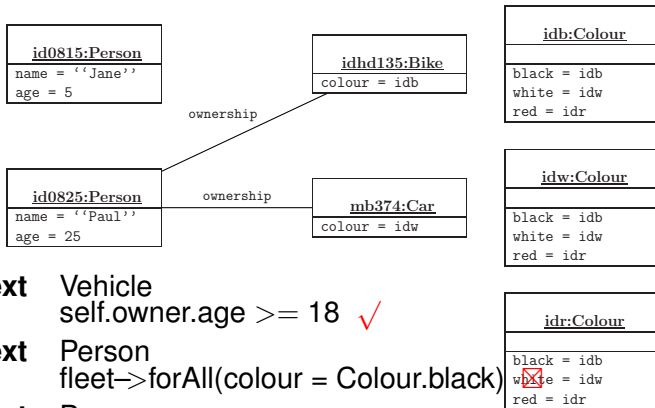 id0815:Person
name = ‘‘Jane’’
age = 5
idhd135:Bike
colour = idb
idb:Colour
black = idb
white = idw
red = idr
ownership
id0825:Person
name = ‘‘Paul’’
age = 25
ownership
mb374:Car
colour = idw
idw:Colour
black = idb
white = idw
red = idr
ext Vehicle
self.owner.age >= 18 √
ext Person
fleet–>forAll(colour = Colour.black)
idr:Colour
black = idb
white = idw
red = idr